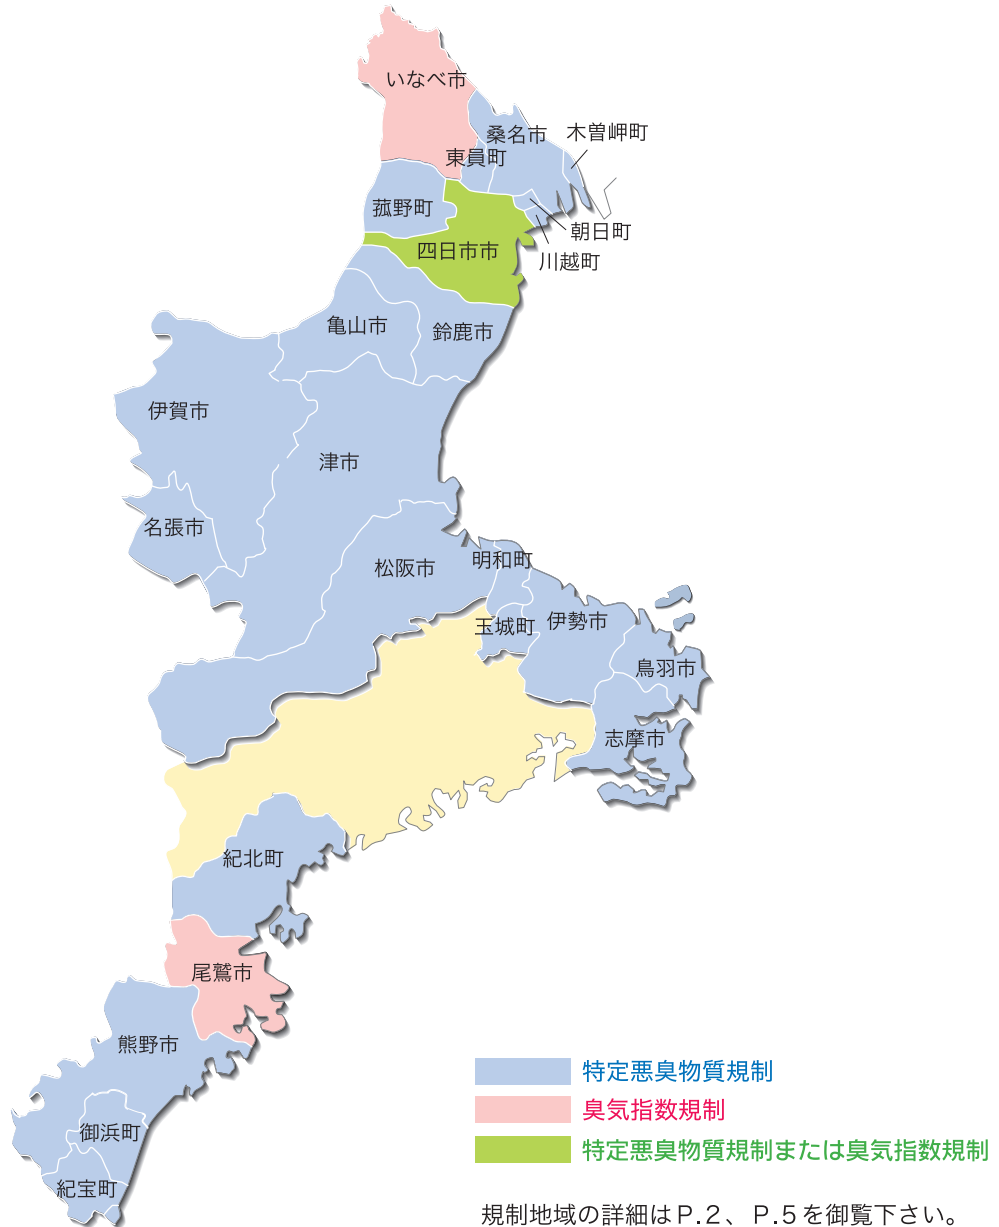 いなべ市
桑名市
木曽岬町
東員町
菰野町
朝日町
四日市市
川越町
亀山市
鈴鹿市
伊賀市
津市
名張市
松阪市
明和町
玉城町
伊勢市
鳥羽市
志摩市
紀北町
尾鷲市
熊野市
御浜町
紀宝町
特定悪臭物質規制
臭気指数規制
特定悪臭物質規制または臭気指数規制
規制地域の詳細はP.2、P.5を御覧下さい。